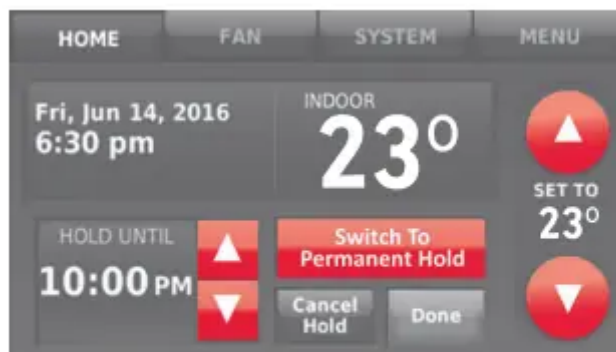 HOME FAN SYSTEM MENU
Fri, Jun 14, 2016
6:30 pm
INDOOR
23°
SET TO
23°
HOLD UNTIL
10:00 PM
Switch To
Permanent Hold
Cancel
Hold
Done